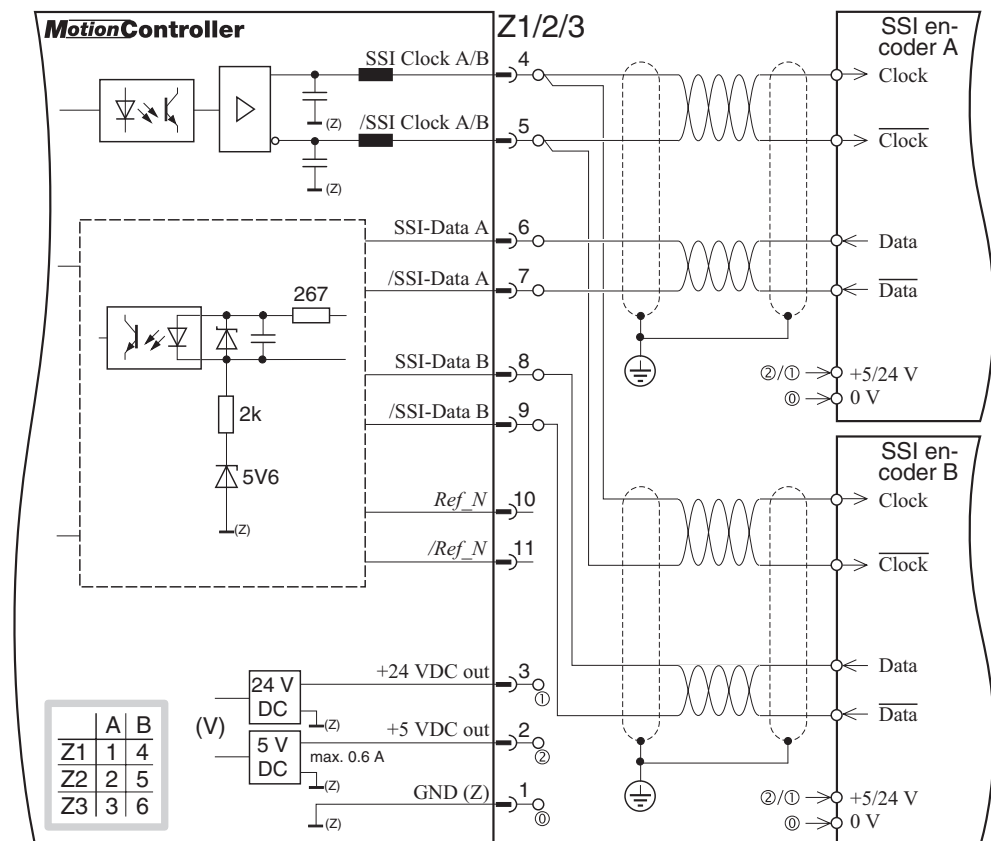 MotionController
Z1/2/3
SSI en-
coder A
SSI Clock A/B
4
Clock
(Z)
/SSI Clock A/B
5
Clock
(Z)
SSI-Data A
6
Data
/SSI-Data A
7
Data
267
SSI-Data B
8
②/① +5/24 V
⓪ 0 V
2k
/SSI-Data B
9
5V6
(Z)
SSI en-
coder B
Ref_N
10
Clock
/Ref_N
11
Clock
+24 VDC out
3
①
Data
24 V
DC
(Z)
(V)
+5 VDC out
2
②
Data
5 V
DC
max. 0.6 A
(Z)
GND (Z)
1
⓪
(Z)
②/① +5/24 V
⓪ 0 V
A B
Z1 1 4
Z2 2 5
Z3 3 6